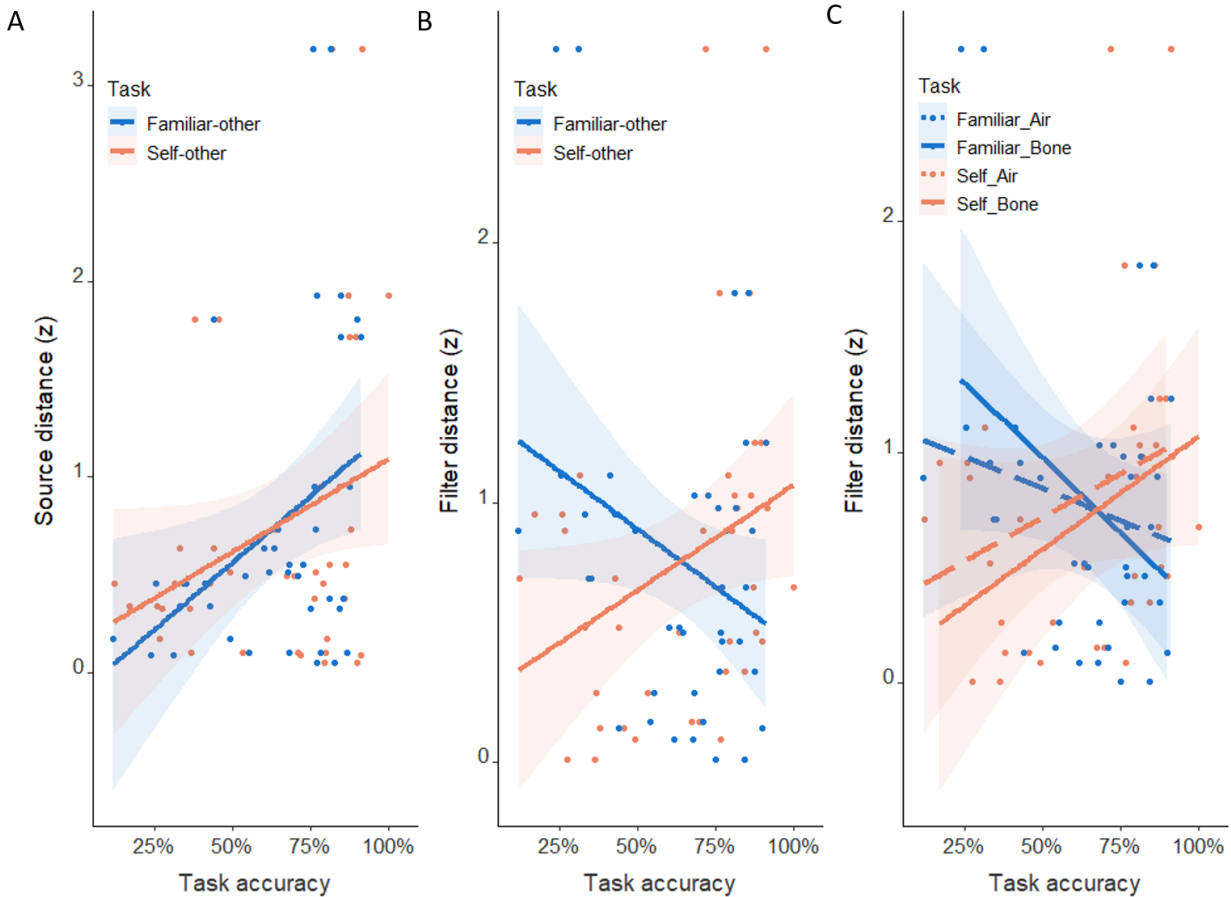 A
Source distance (z)
3
2
1
0
Task
Familiar-other
Self-other
25%
50%
75%
100%
Task accuracy
B
Filter distance (z)
2
1
0
Task
Familiar-other
Self-other
25%
50%
75%
100%
Task accuracy
C
Filter distance (z)
2
1
0
Task
Familiar_Air
Familiar_Bone
Self_Air
Self_Bone
25%
50%
75%
100%
Task accuracy